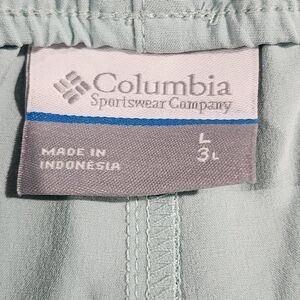 Columbia
Sportswear Company
MADE IN
INDONESIA
L
3L